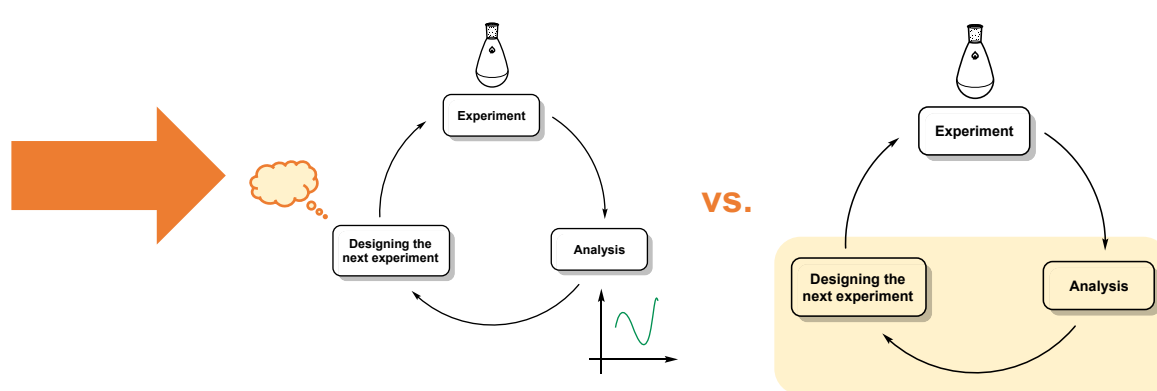 Experiment
Designing the
next experiment
Analysis
vs.
Experiment
Designing the
next experiment
Analysis